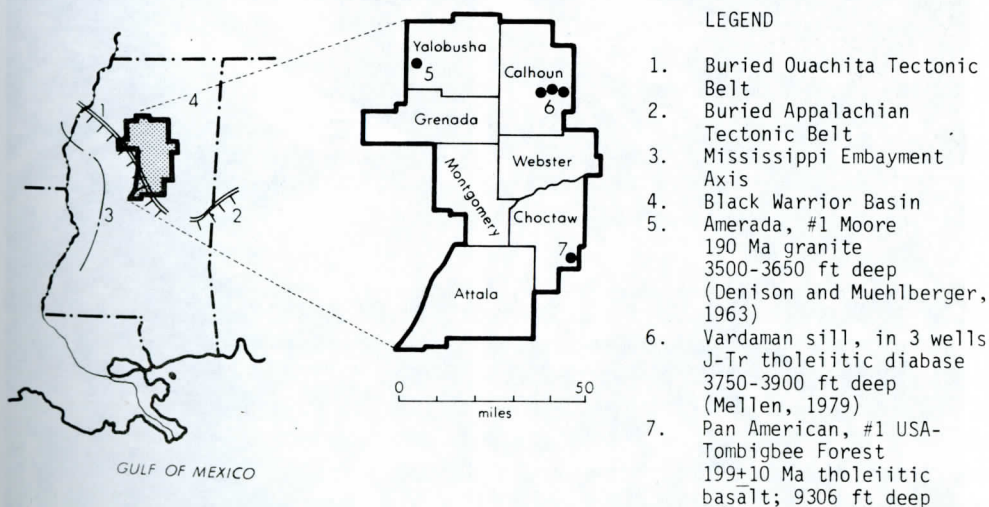 1
4
3
2
GULF OF MEXICO
Yalobusha
5
Calhoun
6
Grenada
Webster
Montgomery
Choctaw
7
Attala
0 50
miles
LEGEND
1. Buried Ouachita Tectonic
Belt
2. Buried Appalachian
Tectonic Belt
3. Mississippi Embayment
Axis
4. Black Warrior Basin
5. Amerada, #1 Moore
190 Ma granite
3500-3650 ft deep
(Denison and Muehlberger,
1963)
6. Vardaman sill, in 3 wells
J-Tr tholeiitic diabase
3750-3900 ft deep
(Mellen, 1979)
7. Pan American, #1 USA-
Tombigbee Forest
199±10 Ma tholeiitic
basalt; 9306 ft deep